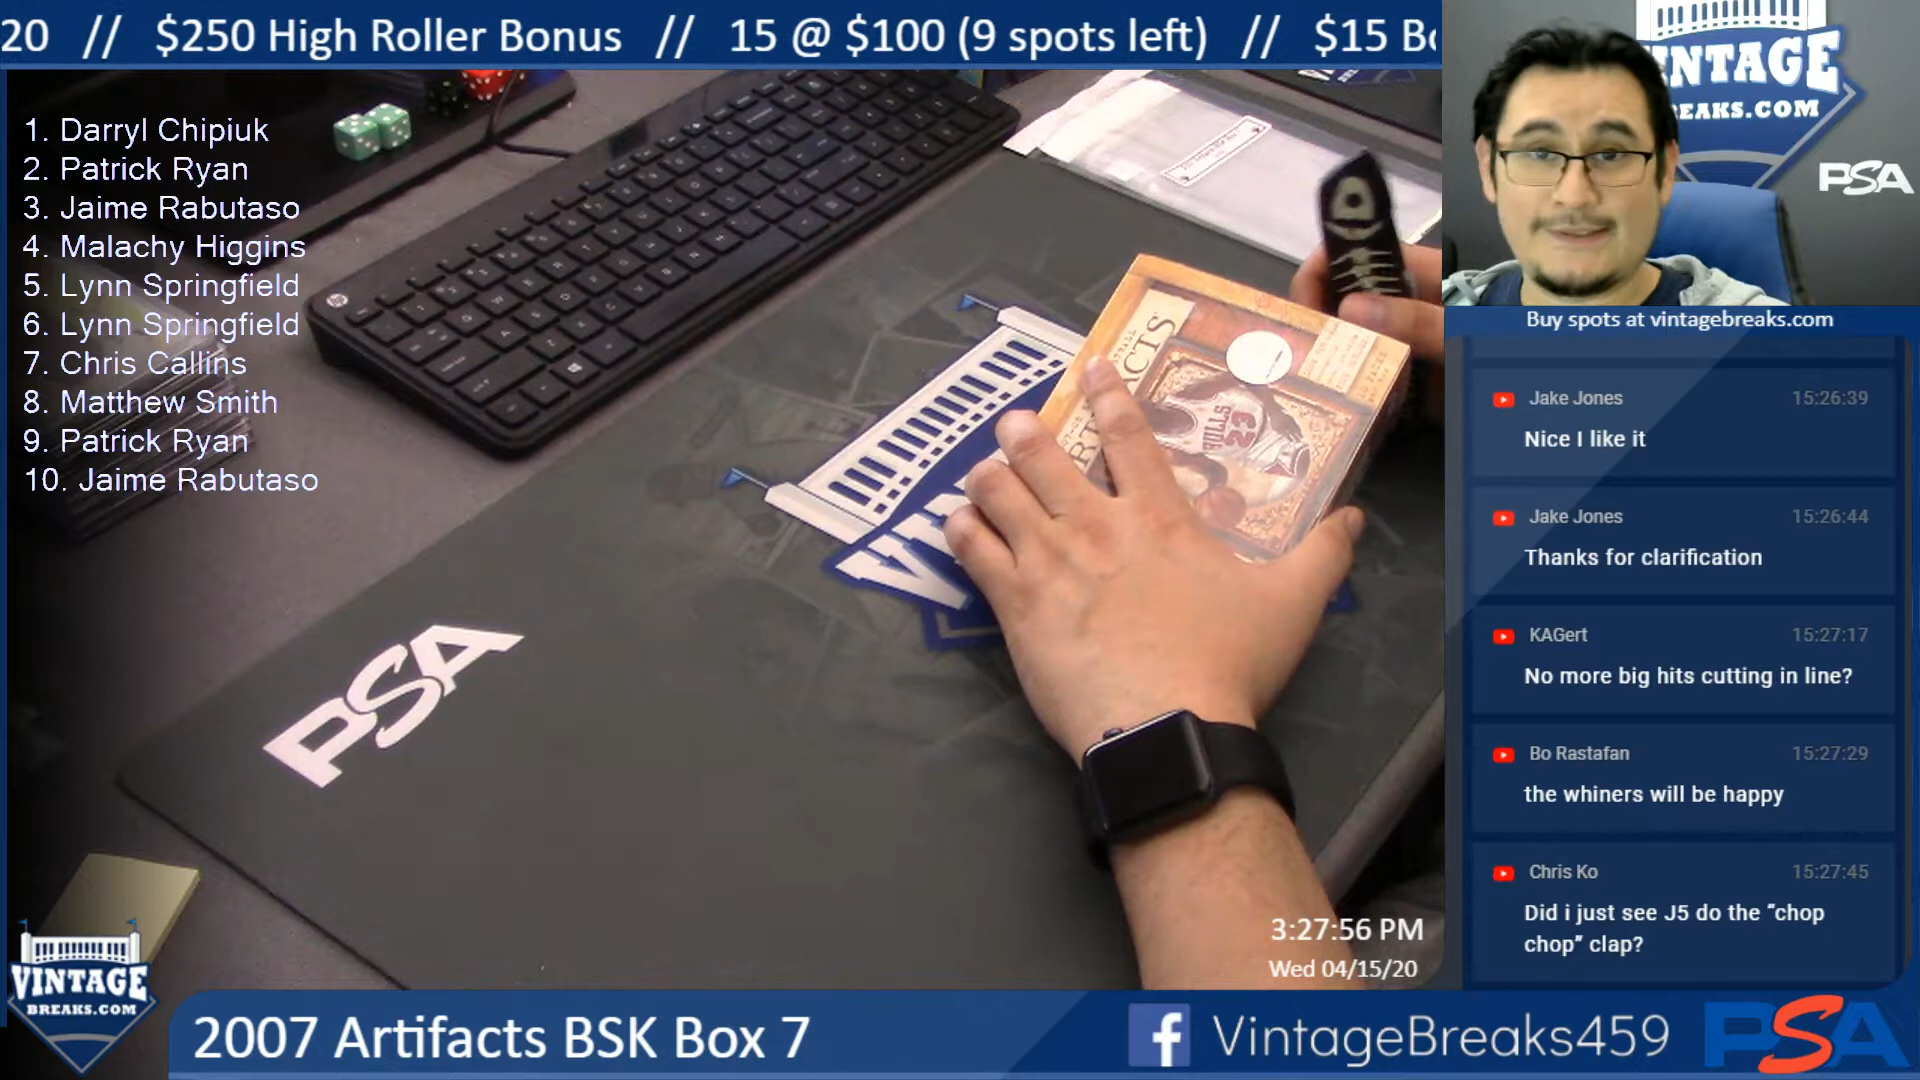 20 // $250 High Roller Bonus // 15 @ $100 (9 spots left) // $15 Bo
1. Darryl Chipiuk
2. Patrick Ryan
3. Jaime Rabutaso
4. Malachy Higgins
5. Lynn Springfield
6. Lynn Springfield
7. Chris Callins
8. Matthew Smith
9. Patrick Ryan
10. Jaime Rabutaso
VINTAGE
BREAKS.COM
PSA
Buy spots at vintagebreaks.com
Jake Jones 15:26:39
Nice I like it
Jake Jones 15:26:44
Thanks for clarification
KAGert 15:27:17
No more big hits cutting in line?
Bo Rastafan 15:27:29
the whiners will be happy
Chris Ko 15:27:45
Did i just see J5 do the “chop
chop” clap?
hp
BULLS
23
PSA
3:27:56 PM
Wed 04/15/20
VINTAGE
BREAKS.COM
2007 Artifacts BSK Box 7
f VintageBreaks459
PSA